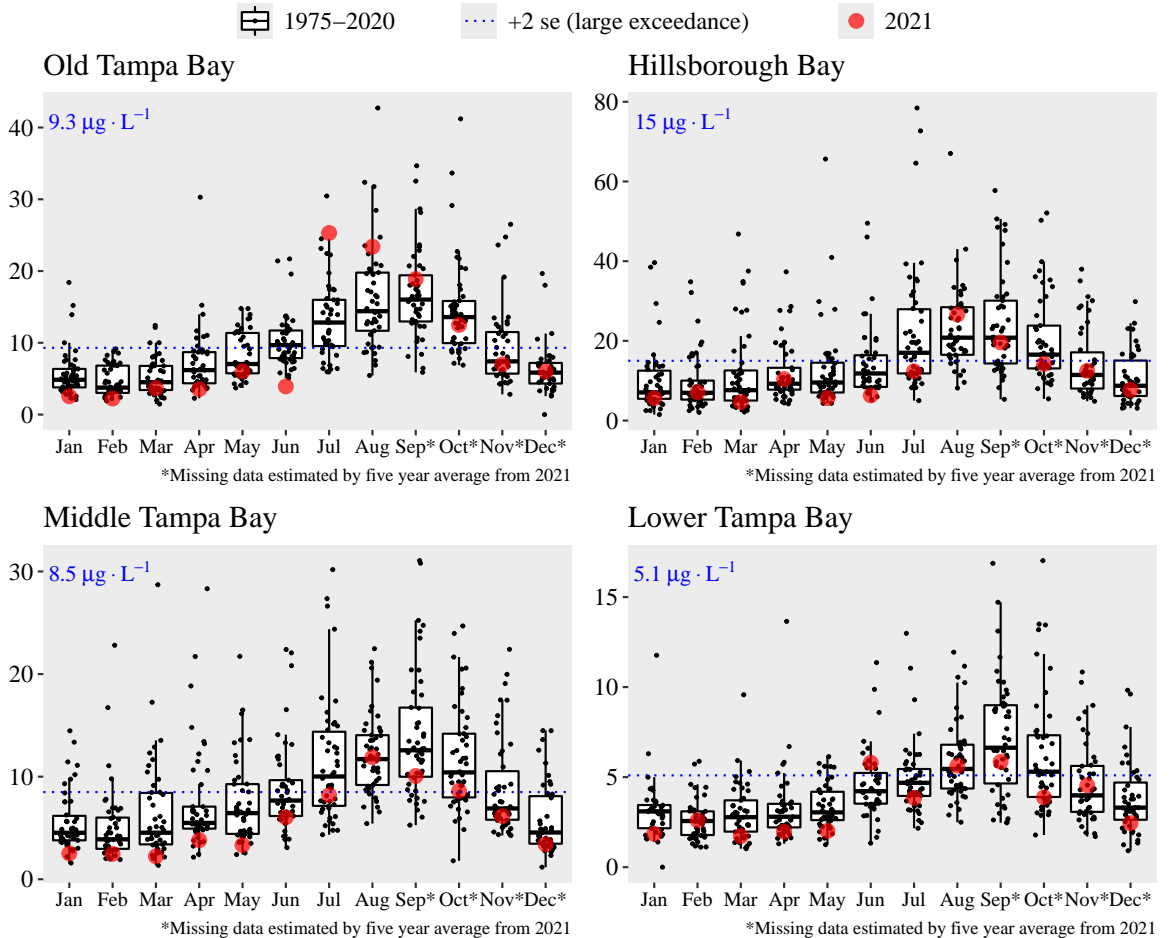 1975−2020 +2 se (large exceedance) 2021
Old Tampa Bay
9.3 μg · L⁻¹
40
30
20
10
0
Jan Feb Mar Apr May Jun Jul Aug Sep* Oct* Nov* Dec*
*Missing data estimated by five year average from 2021
Hillsborough Bay
15 μg · L⁻¹
80
60
40
20
0
Jan Feb Mar Apr May Jun Jul Aug Sep* Oct* Nov* Dec*
*Missing data estimated by five year average from 2021
Middle Tampa Bay
8.5 μg · L⁻¹
30
20
10
0
Jan Feb Mar Apr May Jun Jul Aug Sep* Oct* Nov* Dec*
*Missing data estimated by five year average from 2021
Lower Tampa Bay
5.1 μg · L⁻¹
15
10
5
0
Jan Feb Mar Apr May Jun Jul Aug Sep* Oct* Nov* Dec*
*Missing data estimated by five year average from 2021